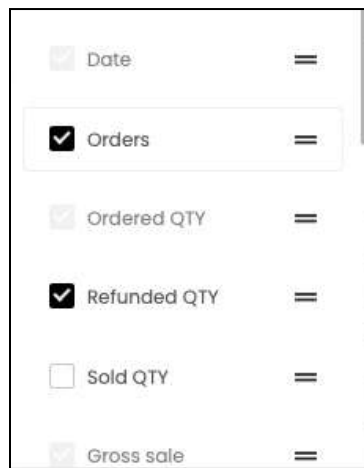 Date
Orders
Ordered QTY
Refunded QTY
Sold QTY
Gross sale